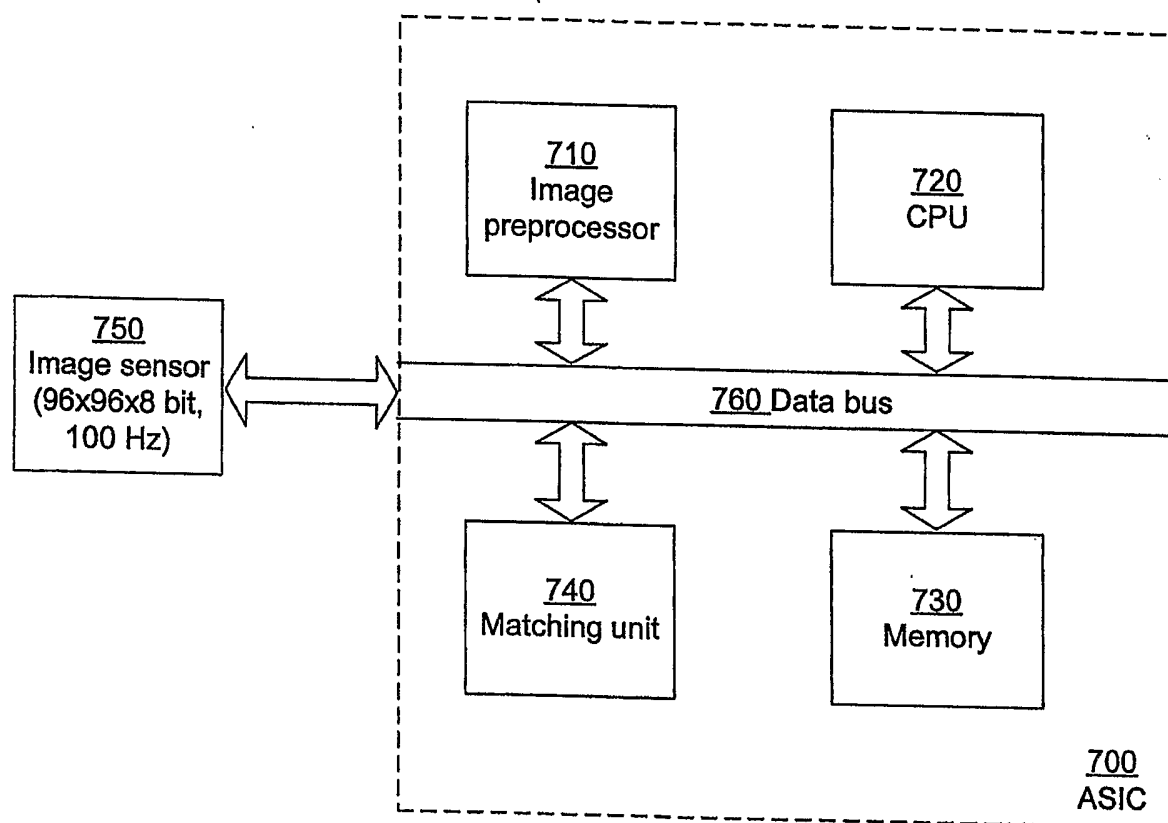 710
Image
preprocessor
720
CPU
750
Image sensor
(96x96x8 bit,
100 Hz)
760 Data bus
740
Matching unit
730
Memory
700
ASIC